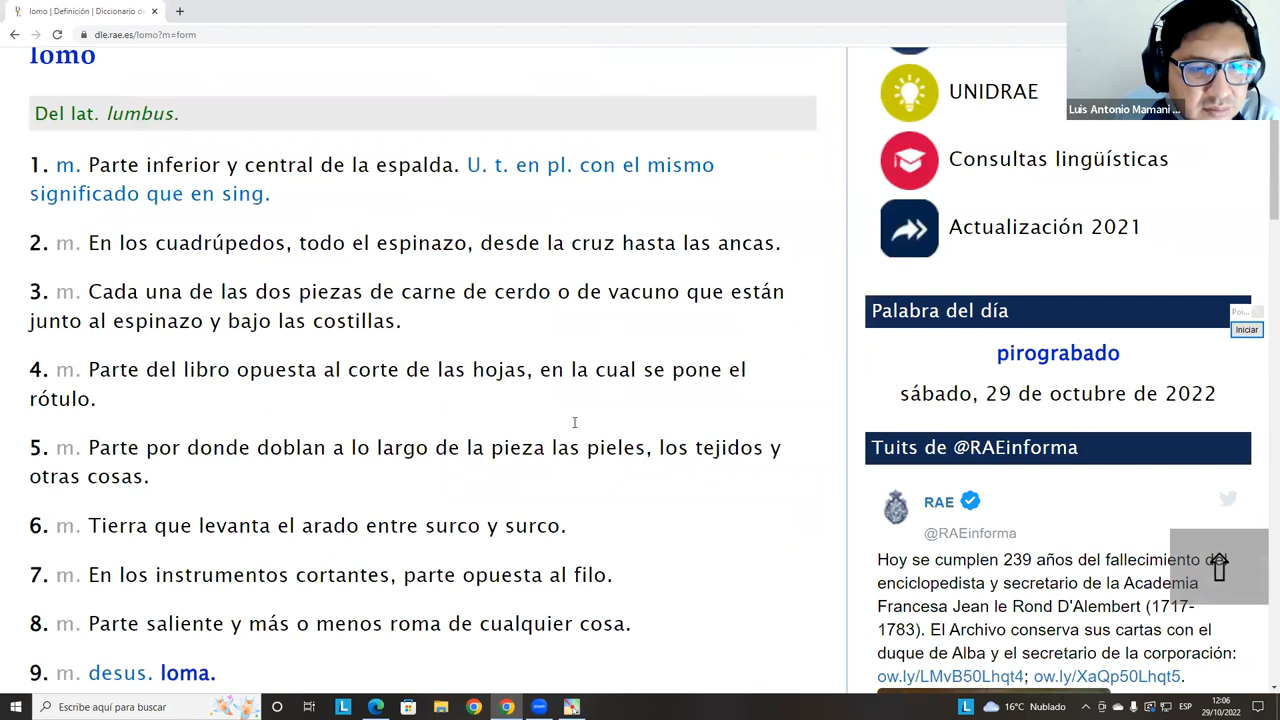 lomo | Definición | Diccionario de
dle.rae.es/lomo?m=form
lomo
Del lat. lumbus.
1. m. Parte inferior y central de la espalda. U. t. en pl. con el mismo
significado que en sing.
2. m. En los cuadrúpedos, todo el espinazo, desde la cruz hasta las ancas.
3. m. Cada una de las dos piezas de carne de cerdo o de vacuno que están
junto al espinazo y bajo las costillas.
4. m. Parte del libro opuesta al corte de las hojas, en la cual se pone el
rótulo.
5. m. Parte por donde doblan a lo largo de la pieza las pieles, los tejidos y
otras cosas.
6. m. Tierra que levanta el arado entre surco y surco.
7. m. En los instrumentos cortantes, parte opuesta al filo.
8. m. Parte saliente y más o menos roma de cualquier cosa.
9. m. desus. loma.
Luis Antonio Mamani ...
UNIDRAE
Consultas lingüísticas
Actualización 2021
Palabra del día
Poi...
Iniciar
pirograbado
sábado, 29 de octubre de 2022
Tuits de @RAEinforma
RAE
@RAEinforma
Hoy se cumplen 239 años del fallecimiento del
enciclopedista y secretario de la Academia
Francesa Jean le Rond D'Alembert (1717-
1783). El Archivo conserva sus cartas con el
duque de Alba y el secretario de la corporación:
ow.ly/LMvB50Lhqt4; ow.ly/XaQp50Lhqt5.
Escribe aquí para buscar
L
L
16°C Nublado
ESP
12:06
29/10/2022